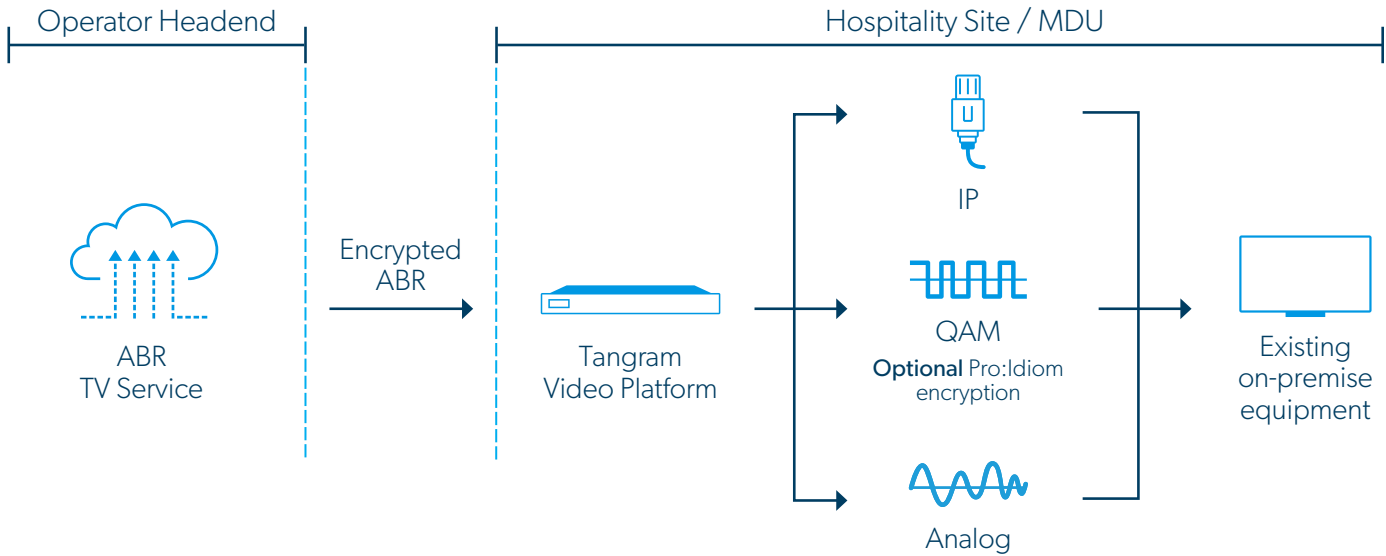 Operator Headend
Hospitality Site / MDU
ABR
TV Service
Encrypted
ABR
Tangram
Video Platform
IP
QAM
Optional Pro:Idiom
encryption
Analog
Existing
on-premise
equipment